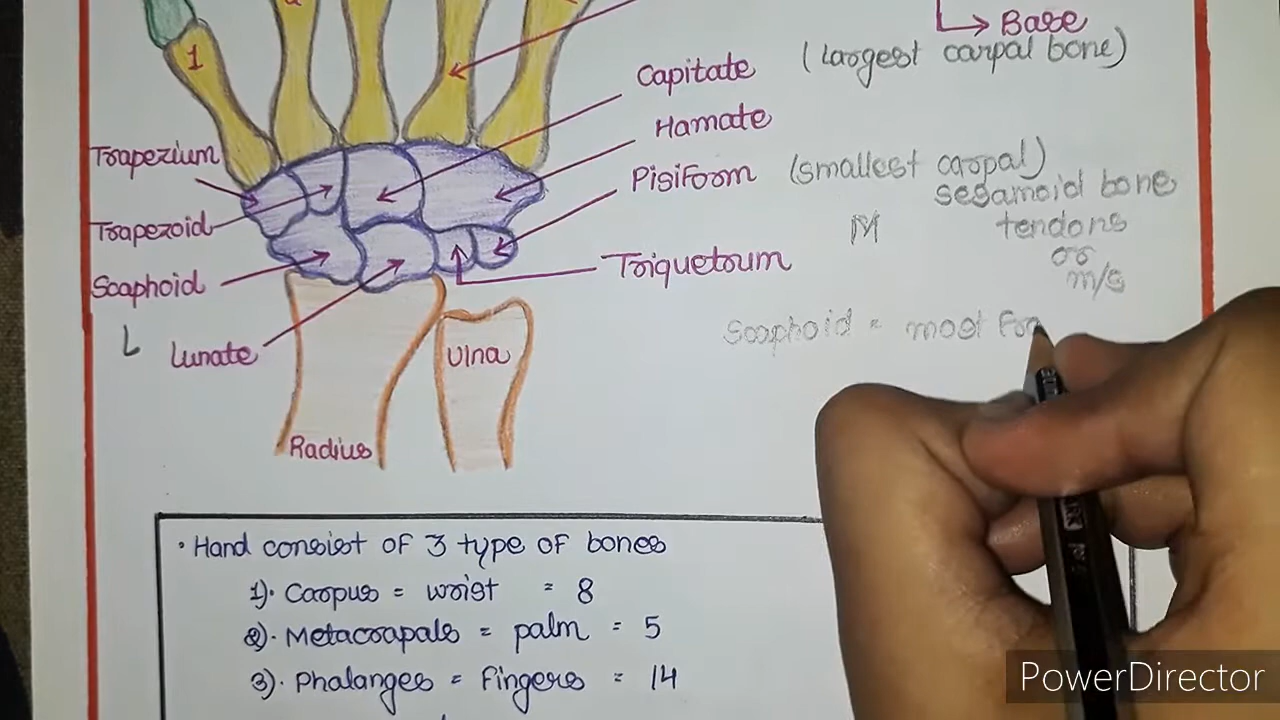 Base
1
Capitate (largest carpal bone)
Hamate
Trapezium
Pisiform (smallest carpal)
sesamoid bone
Trapezoid
M
tendons
or
m/s
Triquetrum
Scaphoid
L
Lunate
Scaphoid = most
Ulna
Radius
• Hand consist of 3 type of bones
1). Carpus = wrist = 8
2). Metacrapals = palm = 5
3). Phalanges = Fingers = 14
PowerDirector